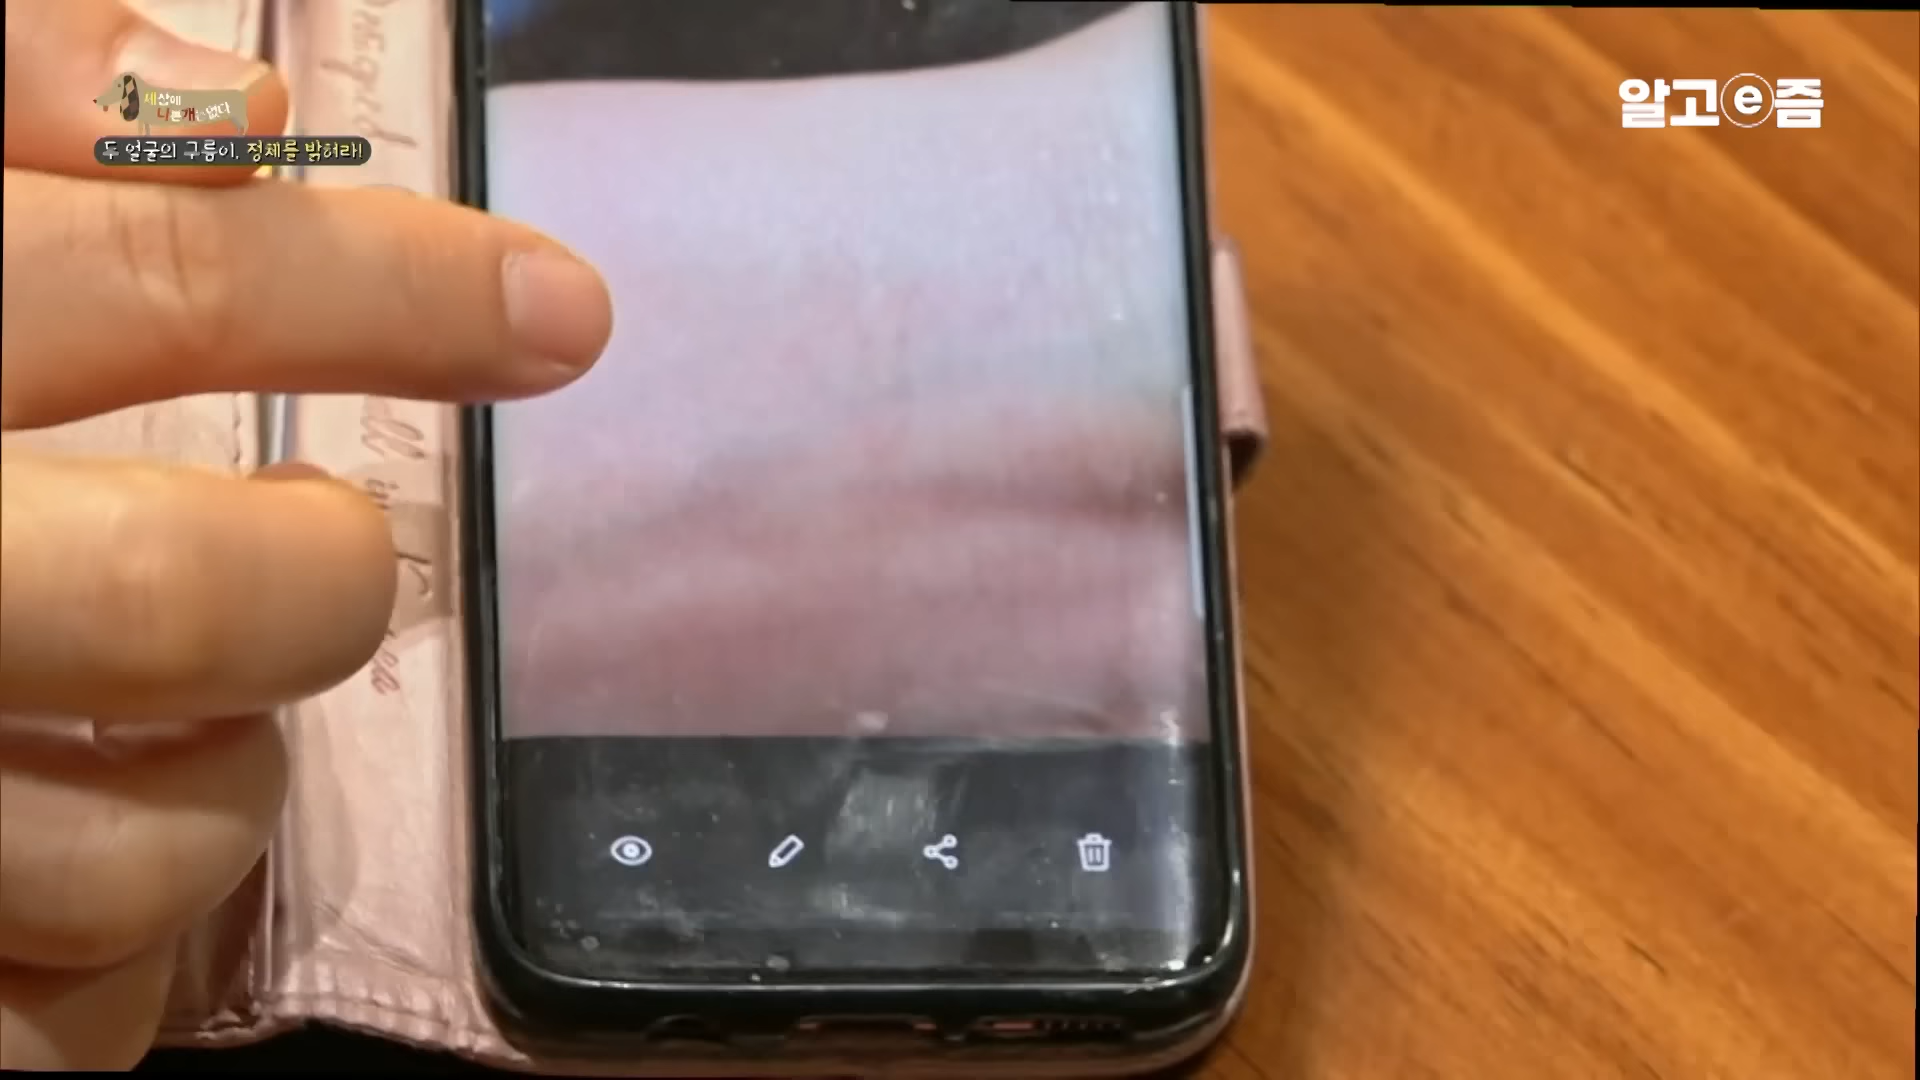 세상에
나쁜개는없다
두 얼굴의 구름이, 정체를 밝혀라!
알고e즘